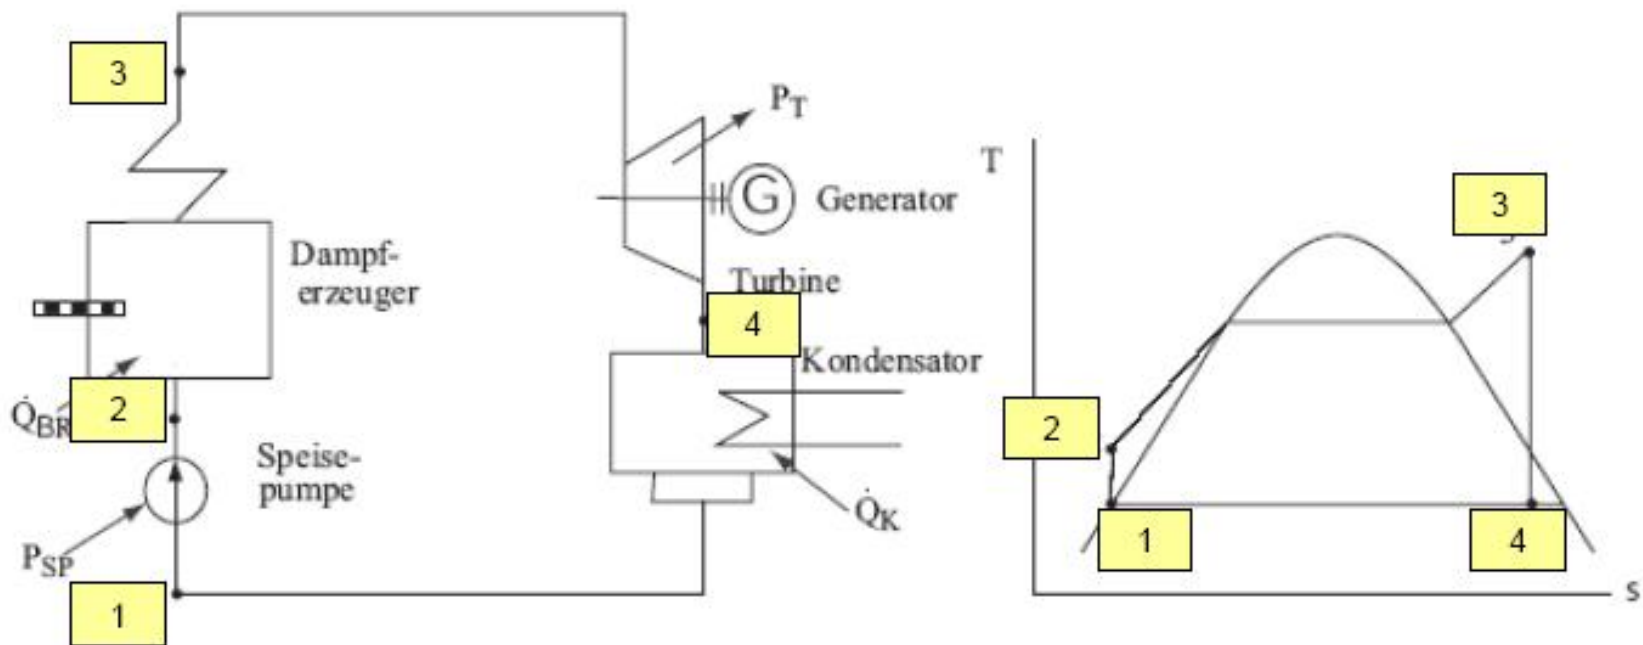 3
P_T
G
Generator
Dampf-
erzeuger
Turbine
4
Kondensator
2
Q̇_BR
Speise-
pumpe
Q̇_K
P_SP
1
T
3
2
1
4
s